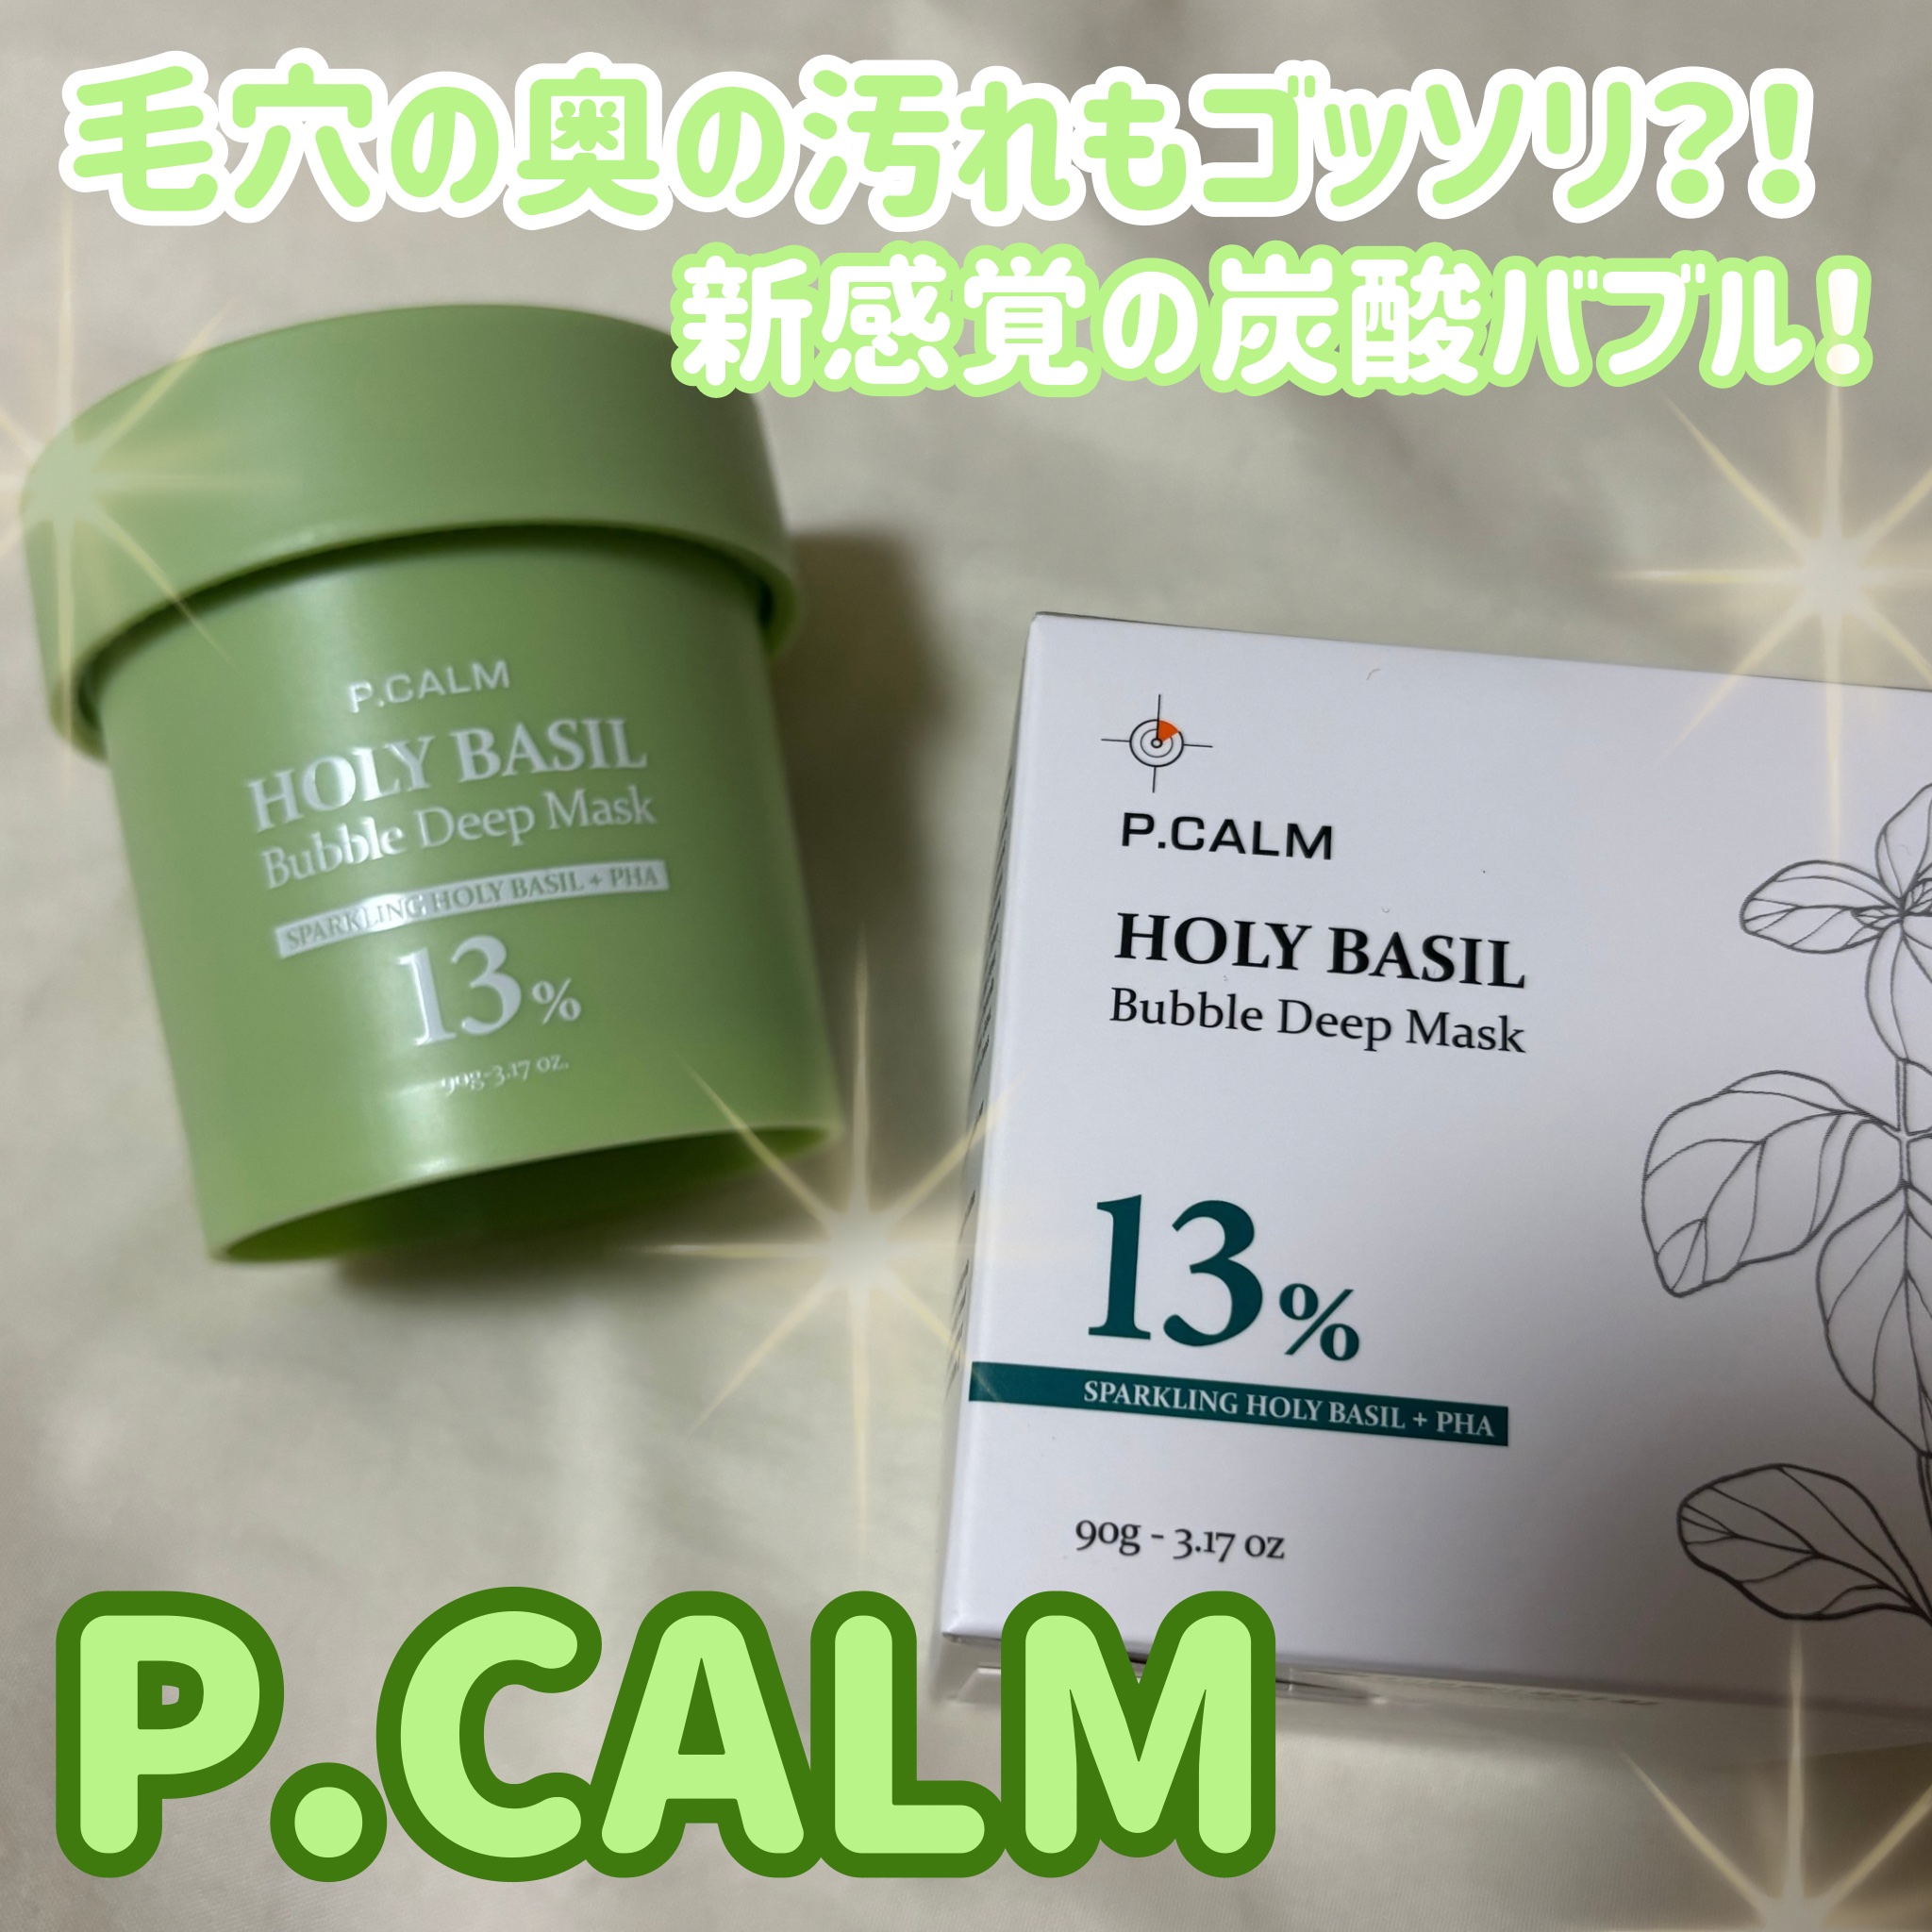 毛穴の奥の汚れもゴッソリ?!
新感覚の炭酸バブル!
P.CALM
HOLY BASIL
Bubble Deep Mask
SPARKLING HOLY BASIL + PHA
13%
90g-3.17 oz.
P.CALM
HOLY BASIL
Bubble Deep Mask
13%
SPARKLING HOLY BASIL + PHA
90g - 3.17 oz
P.CALM